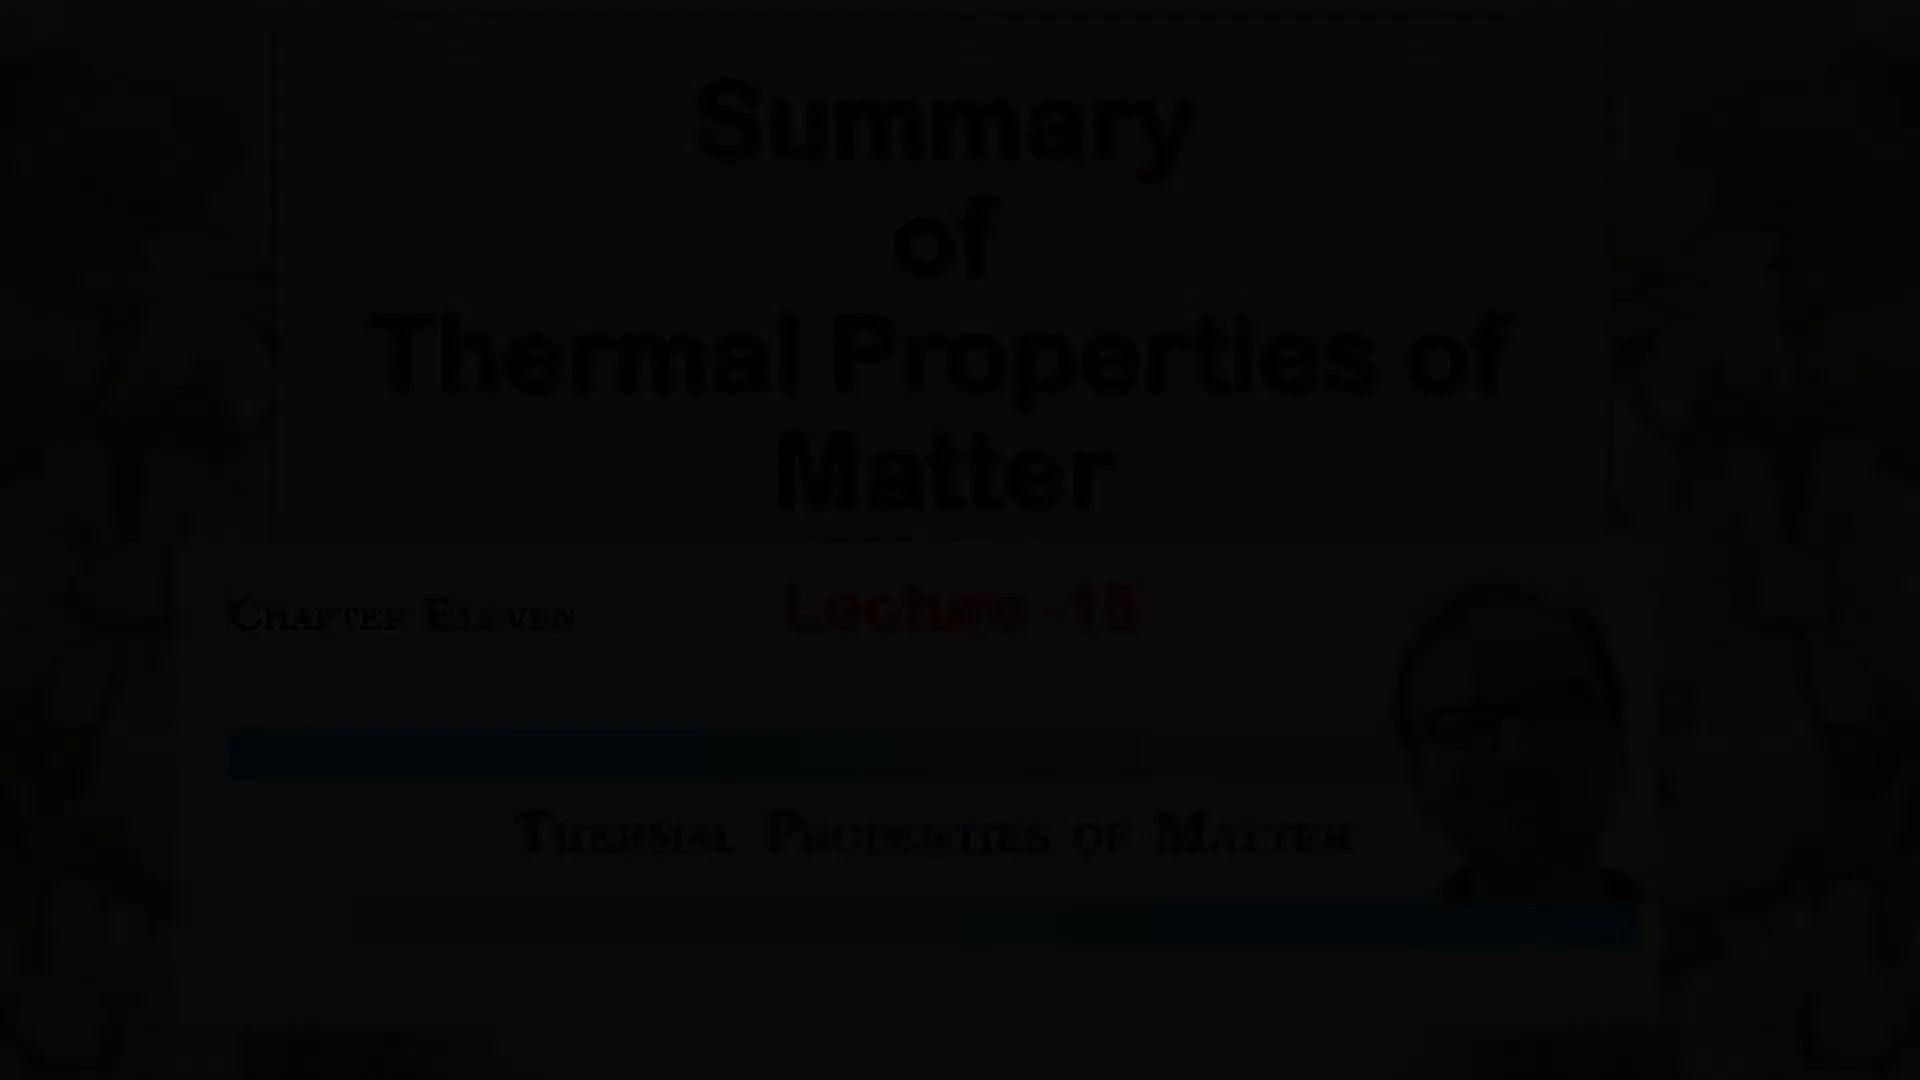 Summary
of
Thermal Properties of
Matter
CHAPTER ELEVEN
Lecture -15
THERMAL PROPERTIES OF MATTER